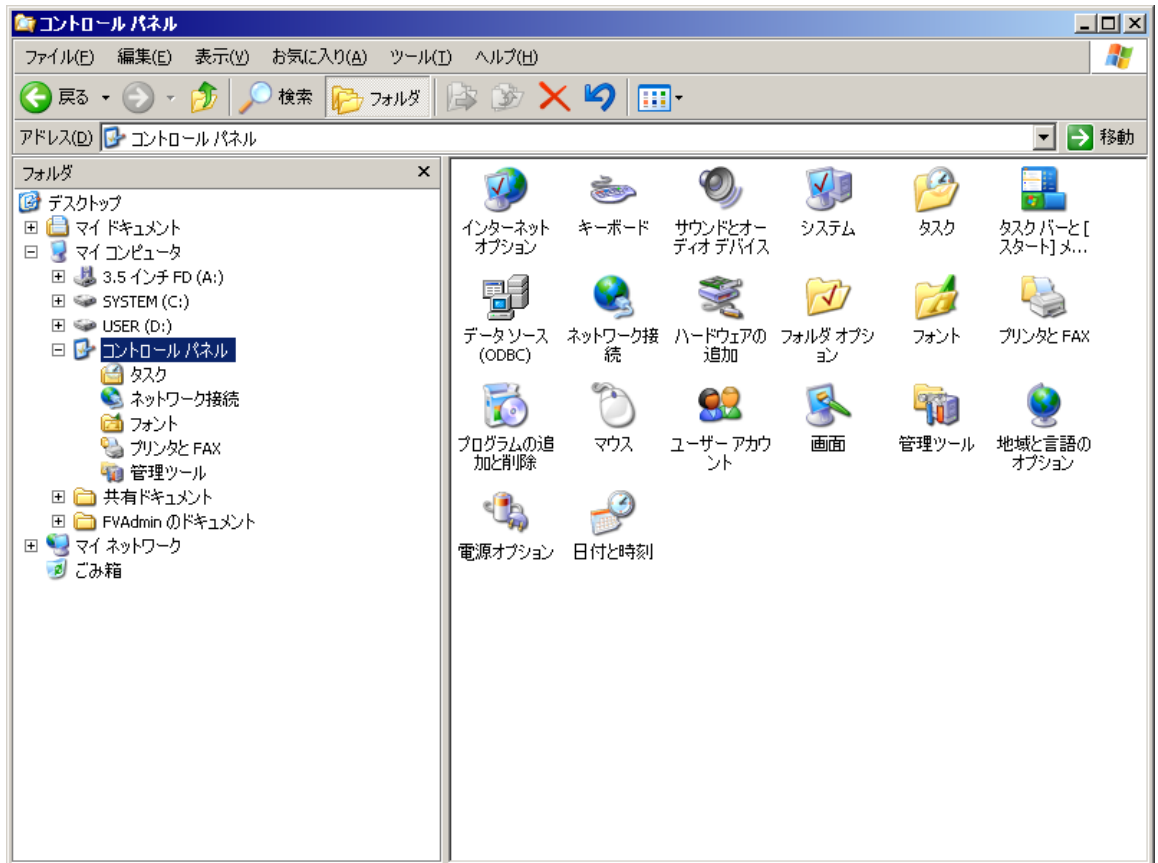 コントロール パネル
ファイル(F) 編集(E) 表示(V) お気に入り(A) ツール(T) ヘルプ(H)
戻る 検索 フォルダ
アドレス(D) コントロール パネル 移動
フォルダ
デスクトップ
マイ ドキュメント
マイ コンピュータ
3.5 インチ FD (A:)
SYSTEM (C:)
USER (D:)
コントロール パネル
タスク
ネットワーク接続
フォント
プリンタと FAX
管理ツール
共有ドキュメント
FVAdmin のドキュメント
マイ ネットワーク
ごみ箱
インターネット
オプション
キーボード
サウンドとオー
ディオ デバイス
システム
タスク
タスク バーと [
スタート] メ...
データ ソース
(ODBC)
ネットワーク接
続
ハードウェアの
追加
フォルダ オプシ
ョン
フォント
プリンタと FAX
プログラムの追
加と削除
マウス
ユーザー アカウ
ント
画面
管理ツール
地域と言語の
オプション
電源オプション
日付と時刻